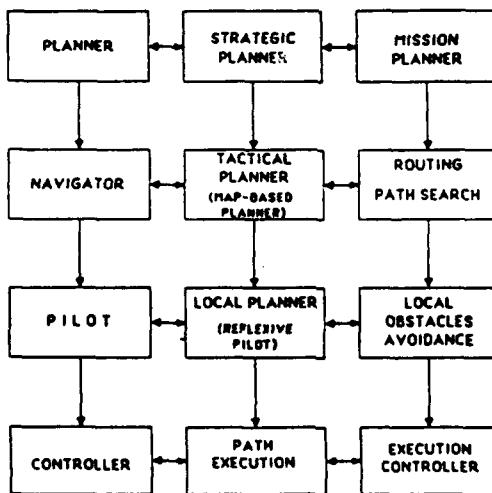 PLANNER
STRATEGIC
PLANNER
MISSION
PLANNER
NAVIGATOR
TACTICAL
PLANNER
(MAP-BASED
PLANNER)
ROUTING
PATH SEARCH
PILOT
LOCAL PLANNER
(REFLEXIVE
PILOT)
LOCAL
OBSTACLES
AVOIDANCE
CONTROLLER
PATH
EXECUTION
EXECUTION
CONTROLLER